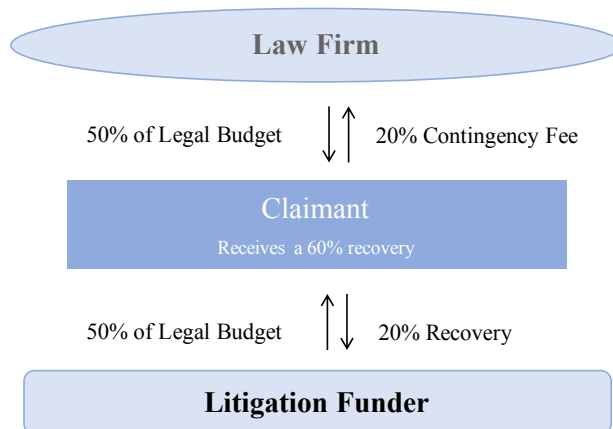 Law Firm
50% of Legal Budget 20% Contingency Fee
Claimant
Receives a 60% recovery
50% of Legal Budget 20% Recovery
Litigation Funder